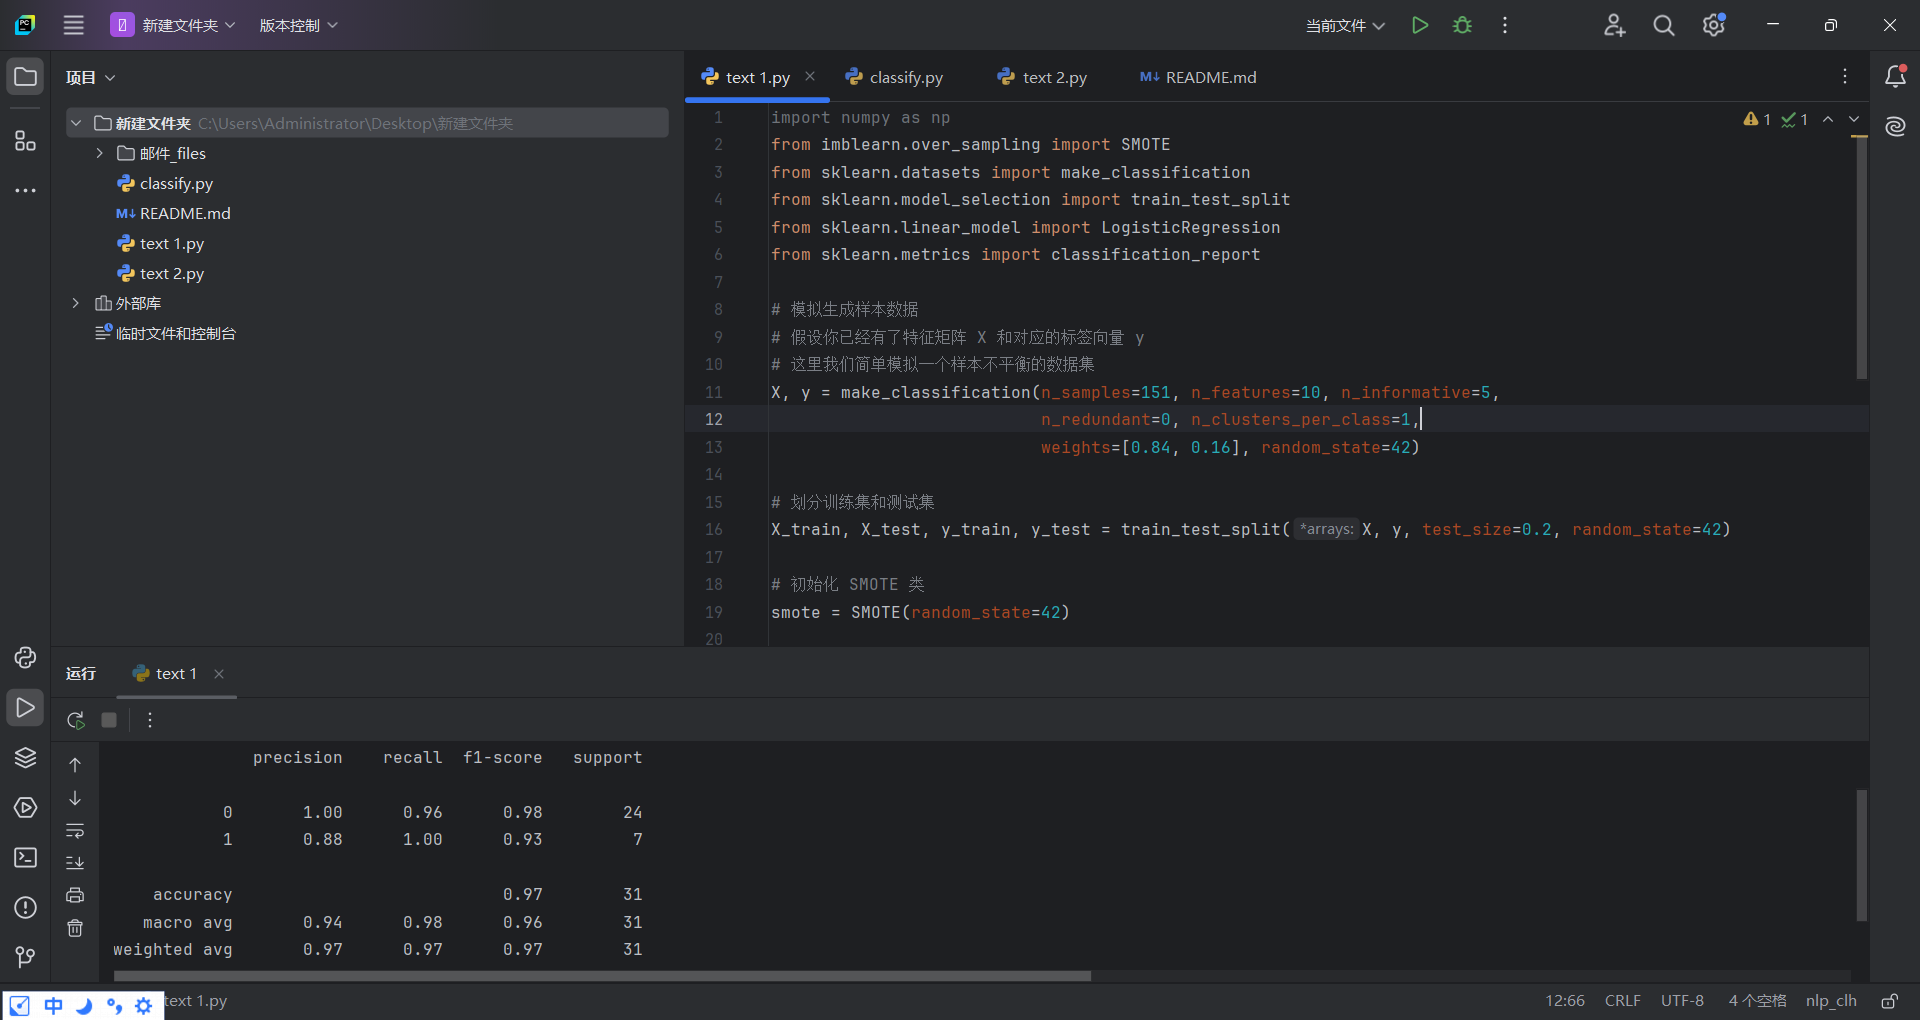 新建文件夹 版本控制 当前文件
项目
新建文件夹 C:\Users\Administrator\Desktop\新建文件夹
邮件_files
classify.py
README.md
text 1.py
text 2.py
外部库
临时文件和控制台
text 1.py classify.py text 2.py README.md
1 1
1 import numpy as np
2 from imblearn.over_sampling import SMOTE
3 from sklearn.datasets import make_classification
4 from sklearn.model_selection import train_test_split
5 from sklearn.linear_model import LogisticRegression
6 from sklearn.metrics import classification_report
7
8 # 模拟生成样本数据
9 # 假设你已经有了特征矩阵 X 和对应的标签向量 y
10 # 这里我们简单模拟一个样本不平衡的数据集
11 X, y = make_classification(n_samples=151, n_features=10, n_informative=5,
12 n_redundant=0, n_clusters_per_class=1,
13 weights=[0.84, 0.16], random_state=42)
14
15 # 划分训练集和测试集
16 X_train, X_test, y_train, y_test = train_test_split( *arrays: X, y, test_size=0.2, random_state=42)
17
18 # 初始化 SMOTE 类
19 smote = SMOTE(random_state=42)
20
运行 text 1
precision recall f1-score support
0 1.00 0.96 0.98 24
1 0.88 1.00 0.93 7
accuracy 0.97 31
macro avg 0.94 0.98 0.96 31
weighted avg 0.97 0.97 0.97 31
中 text 1.py 12:66 CRLF UTF-8 4 个空格 nlp_clh